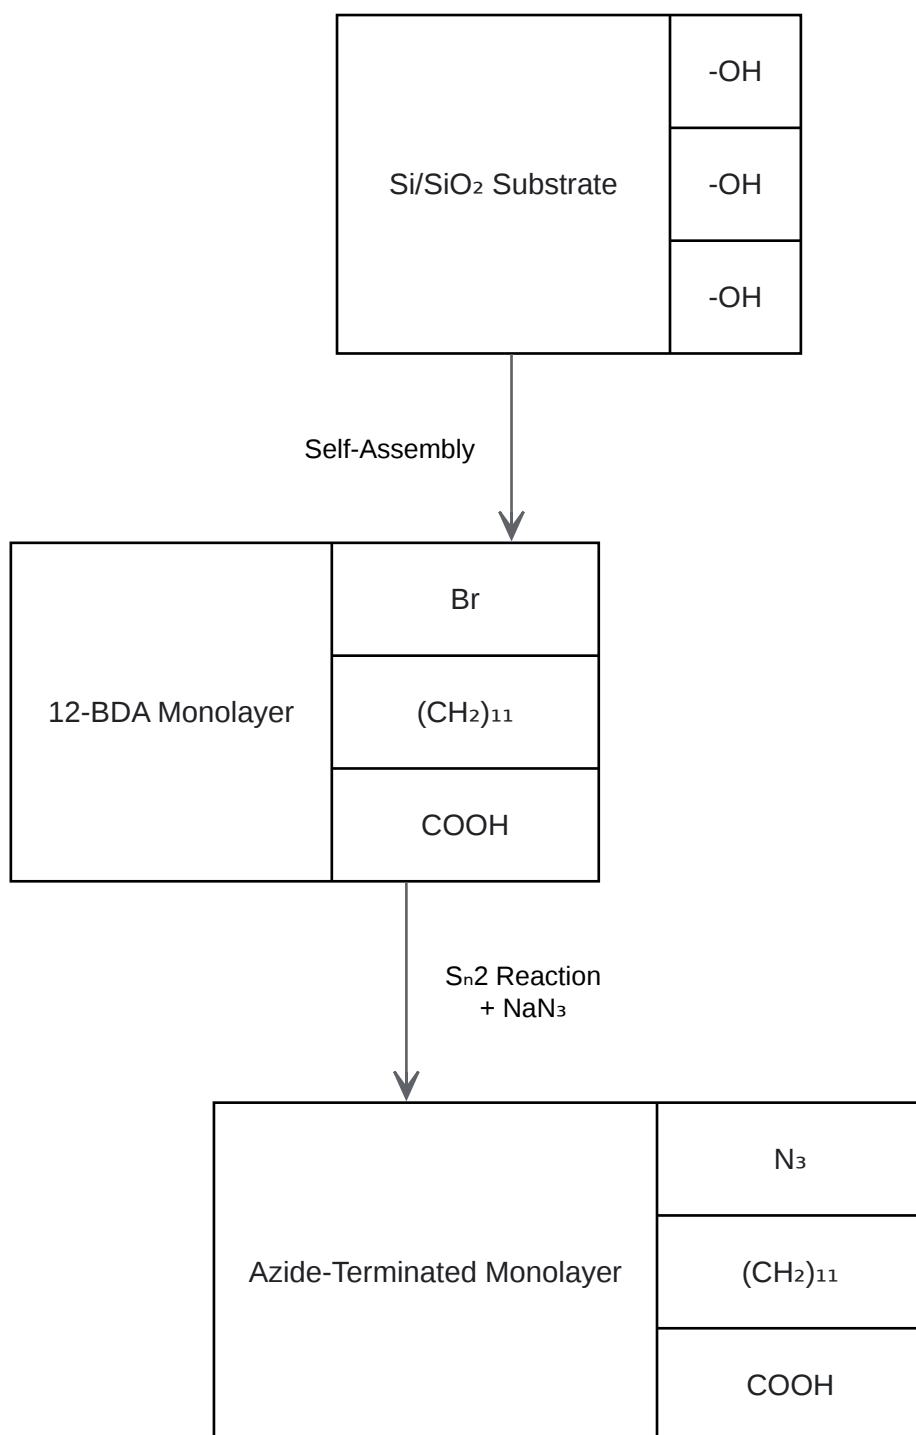 Si/SiO₂ Substrate
-OH
-OH
-OH
Self-Assembly
12-BDA Monolayer
Br
(CH₂)₁₁
COOH
Sₙ2 Reaction
+ NaN₃
Azide-Terminated Monolayer
N₃
(CH₂)₁₁
COOH